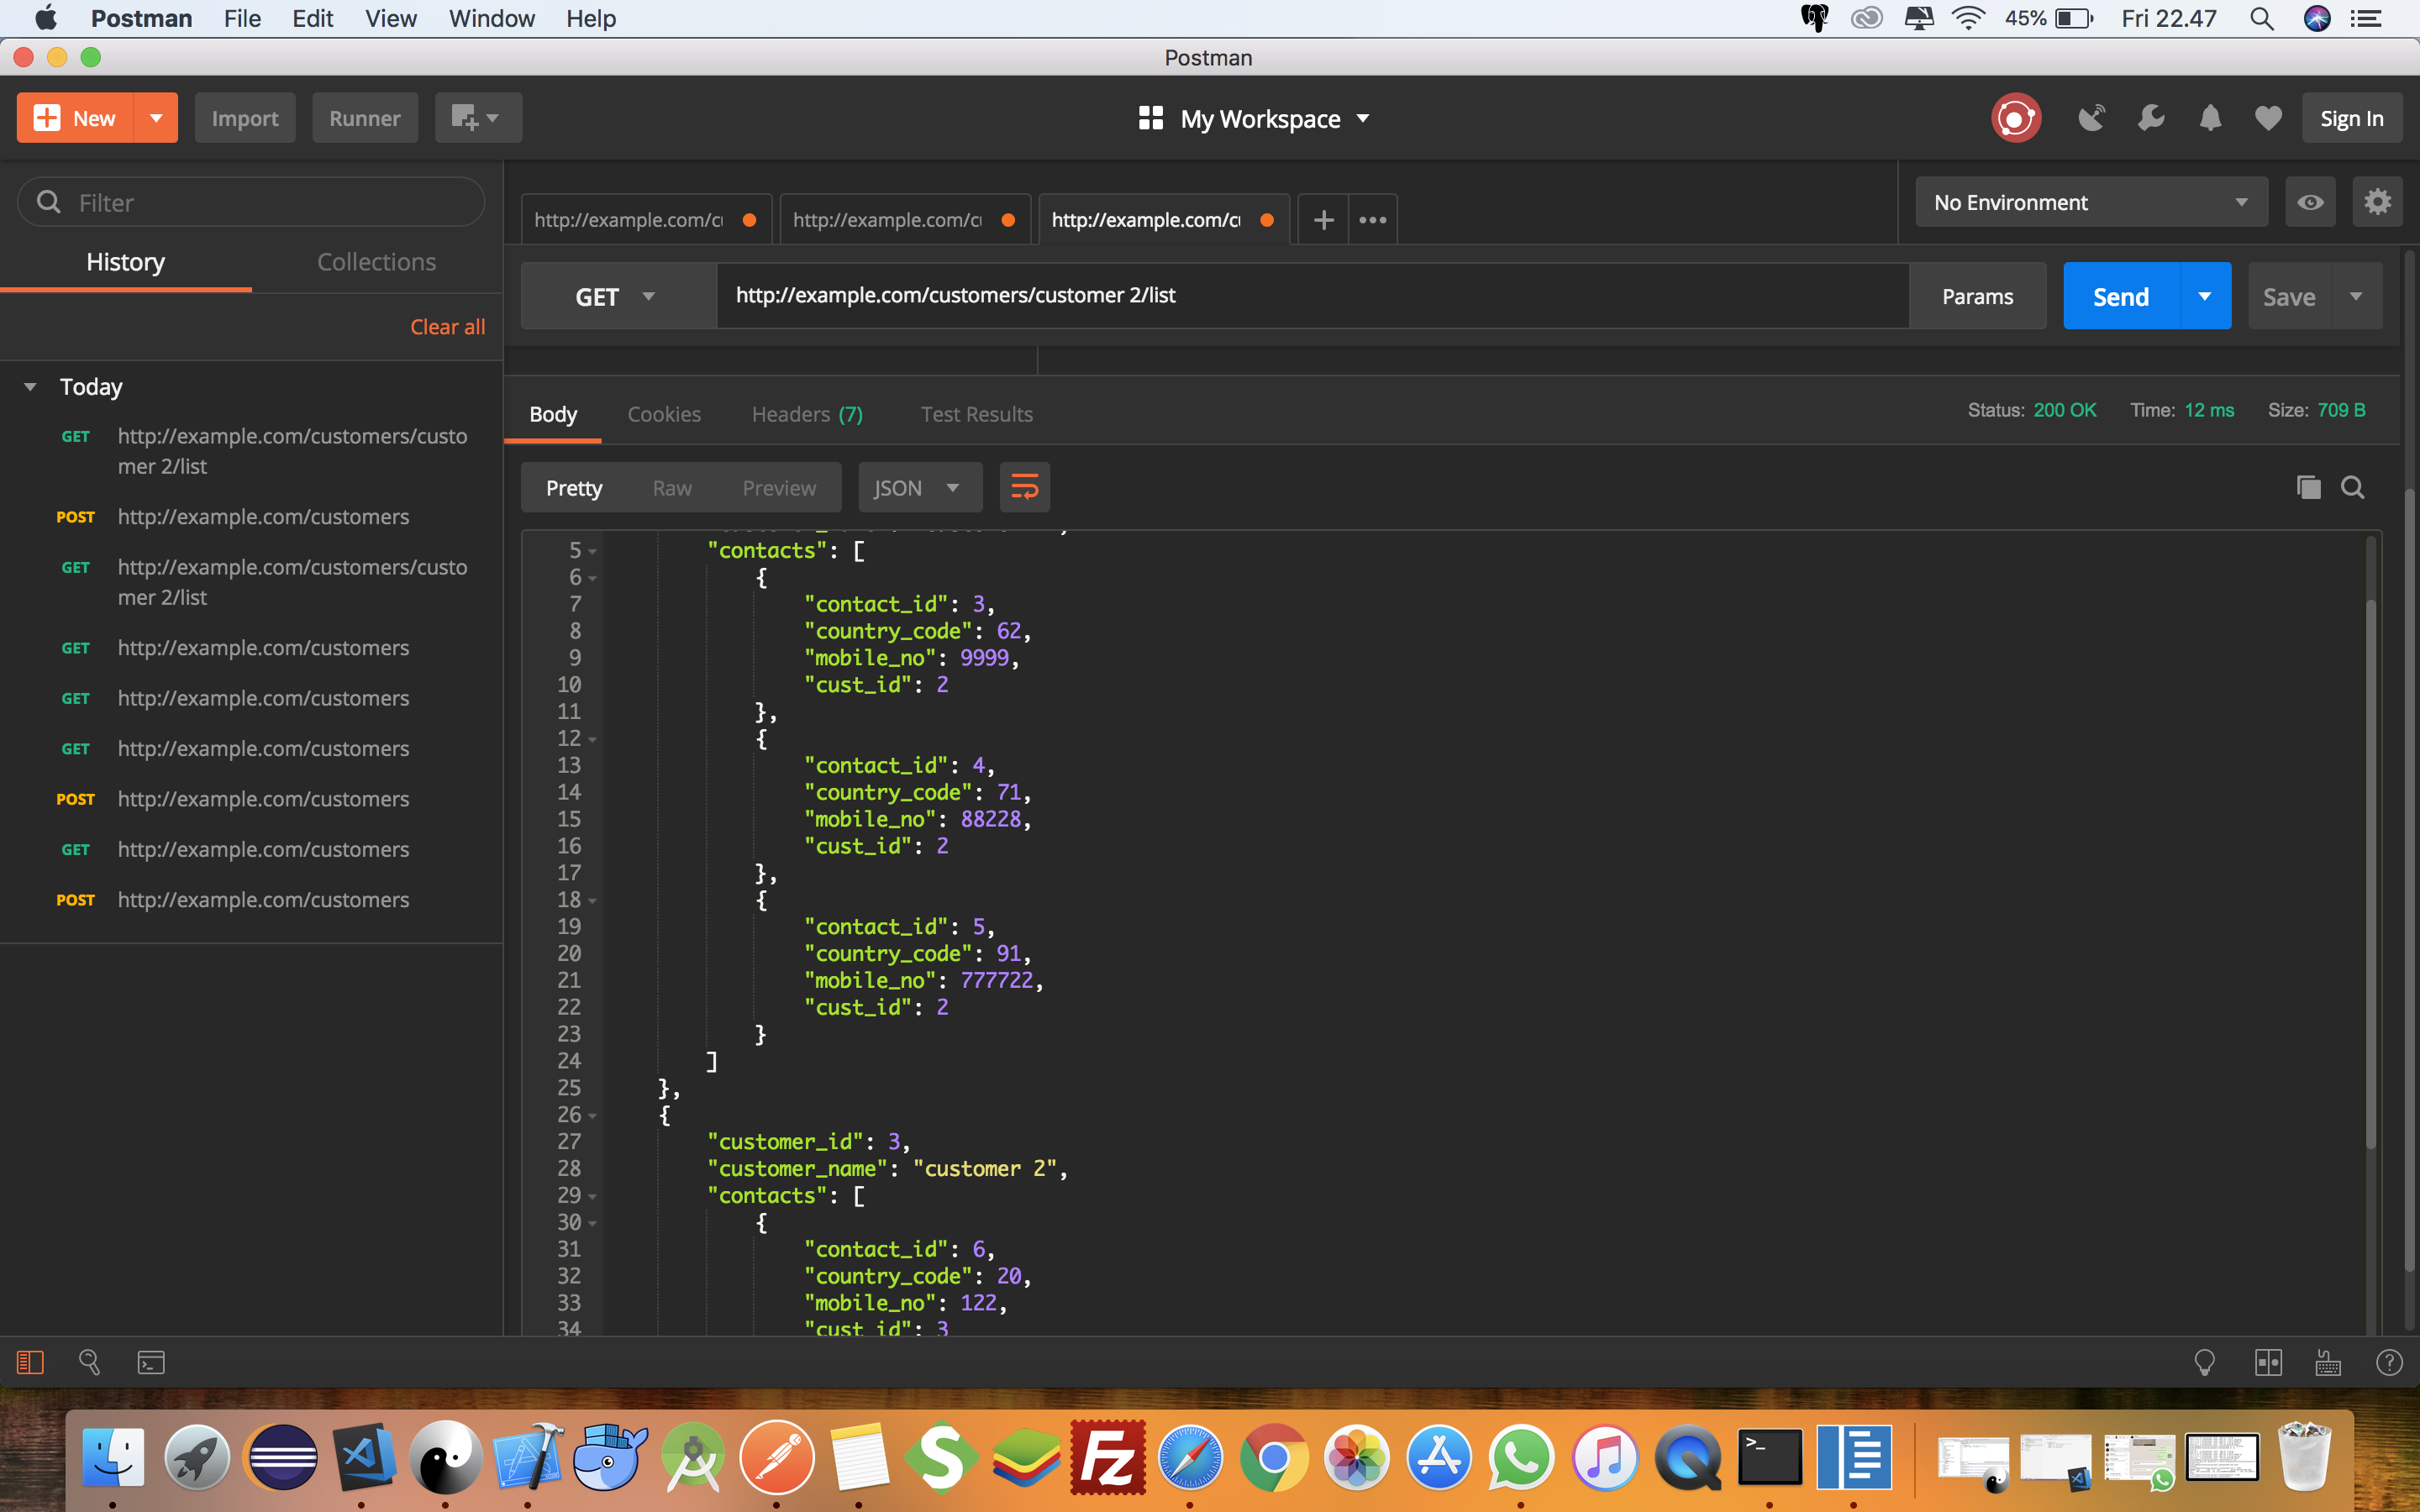 Postman File Edit View Window Help 45% Fri 22.47
Postman
New Import Runner My Workspace Sign In
Filter
History Collections
Clear all
Today
GET http://example.com/customers/custo
mer 2/list
POST http://example.com/customers
GET http://example.com/customers/custo
mer 2/list
GET http://example.com/customers
GET http://example.com/customers
GET http://example.com/customers
POST http://example.com/customers
GET http://example.com/customers
POST http://example.com/customers
http://example.com/c http://example.com/c http://example.com/c No Environment
GET http://example.com/customers/customer 2/list Params Send Save
Body Cookies Headers (7) Test Results Status: 200 OK Time: 12 ms Size: 709 B
Pretty Raw Preview JSON
5 "contacts": [
6 {
7 "contact_id": 3,
8 "country_code": 62,
9 "mobile_no": 9999,
10 "cust_id": 2
11 },
12 {
13 "contact_id": 4,
14 "country_code": 71,
15 "mobile_no": 88228,
16 "cust_id": 2
17 },
18 {
19 "contact_id": 5,
20 "country_code": 91,
21 "mobile_no": 777722,
22 "cust_id": 2
23 }
24 ]
25 },
26 {
27 "customer_id": 3,
28 "customer_name": "customer 2",
29 "contacts": [
30 {
31 "contact_id": 6,
32 "country_code": 20,
33 "mobile_no": 122,
34 "cust_id": 3